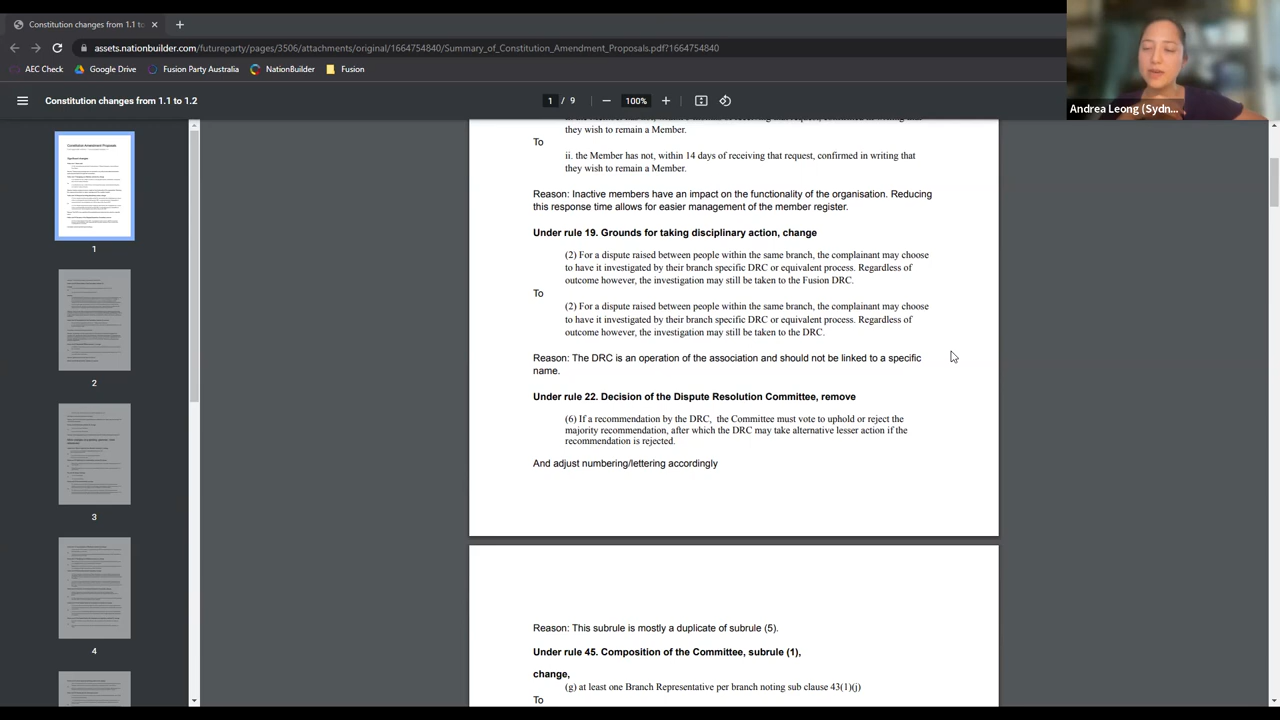 Constitution changes from 1.1 to
assets.nationbuilder.com/futureparty/pages/3506/attachments/original/1664754840/Summary_of_Constitution_Amendment_Proposals.pdf?1664754840
AEC Check
Google Drive
Fusion Party Australia
NationBuilder
Fusion
Andrea Leong (Sydn...
Constitution changes from 1.1 to 1.2
1 / 9
100%
they wish to remain a Member.
To
ii. the Member has not, within 14 days of receiving that request, confirmed in writing that
they wish to remain a Member.
Reason: Inactive members have an impact on the functionality of the organisation. Reducing
this response time allows for easier management of the member register.
Under rule 19. Grounds for taking disciplinary action, change
(2) For a dispute raised between people within the same branch, the complainant may choose
to have it investigated by their branch specific DRC or equivalent process. Regardless of
outcome however, the investigation may still be taken to the Fusion DRC.
To
(2) For a dispute raised between people within the same branch, the complainant may choose
to have it investigated by their branch specific DRC or equivalent process. Regardless of
outcome however, the investigation may still be taken to the DRC.
Reason: The DRC is an operation of the association and should not be linked to a specific
name.
Under rule 22. Decision of the Dispute Resolution Committee, remove
(6) If a recommendation by the DRC,  the Committee must vote to uphold or reject the
majority recommendation, after which the DRC may take alternative lesser action if the
recommendation is rejected.
And adjust numbering/lettering accordingly
Reason: This subrule is mostly a duplicate of subrule (5).
Under rule 45. Composition of the Committee, subrule (1),
change,
(g) at least one Branch Representative per branch noting sub clause 43(1)(j)
To
1
2
3
4